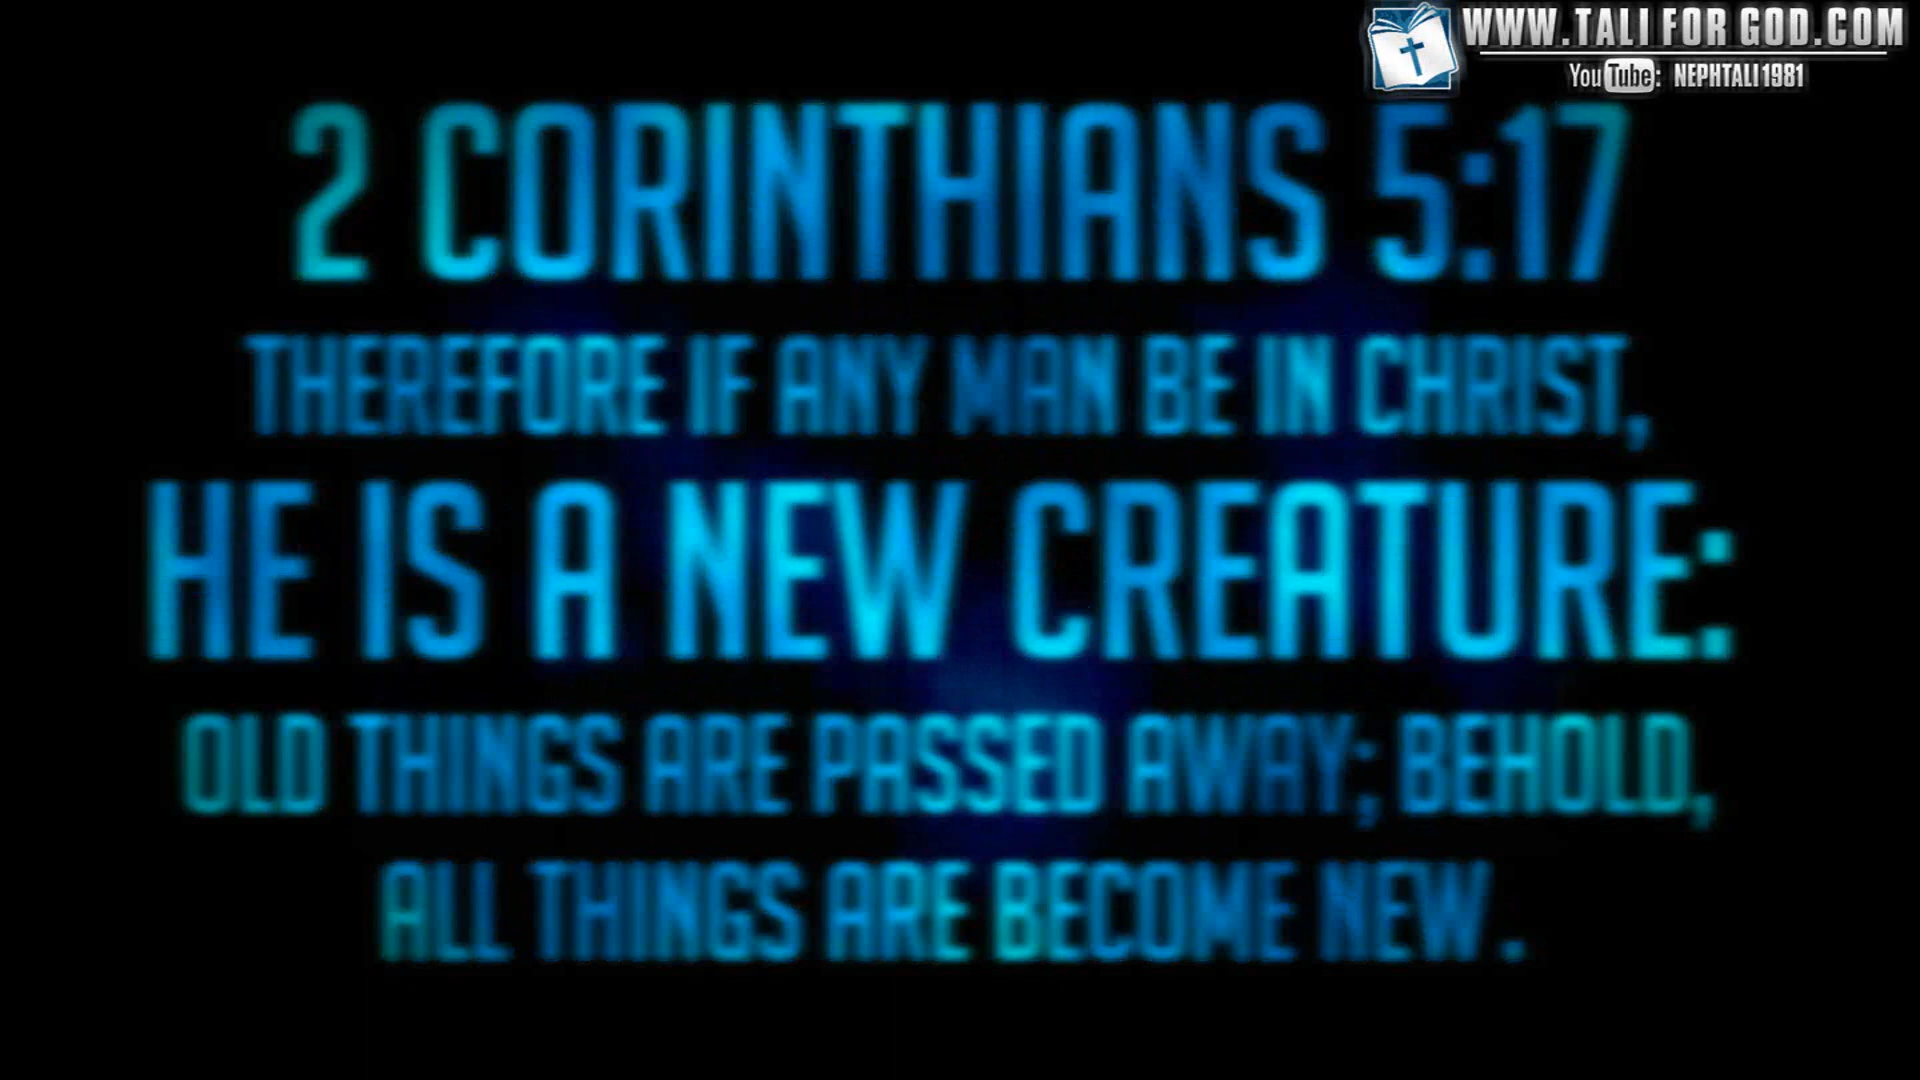 WWW.TALI FOR GOD.COM
YouTube: NEPHTALI1981
2 CORINTHIANS 5:17
THEREFORE IF ANY MAN BE IN CHRIST,
HE IS A NEW CREATURE:
OLD THINGS ARE PASSED AWAY; BEHOLD,
ALL THINGS ARE BECOME NEW.